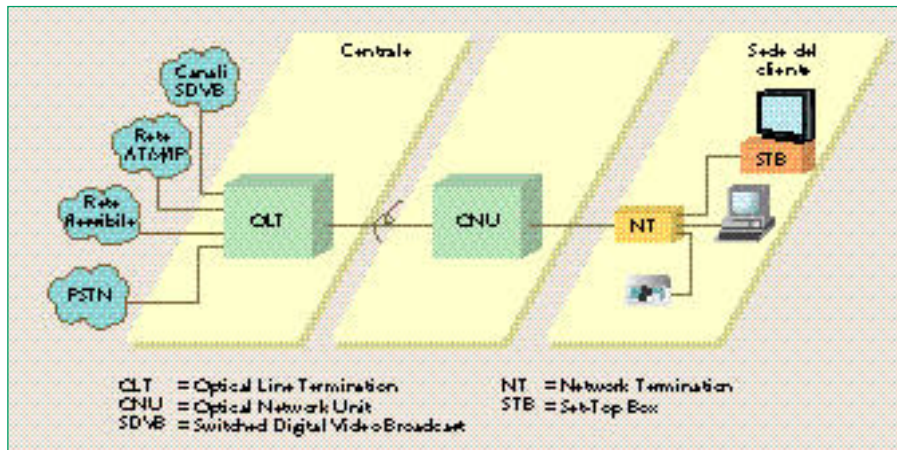 Centrale
Sede del
cliente
Canali
SDVB
Rete
ATM/IP
Rete
flessibile
PSTN
OLT
ONU
NT
STB
OLT = Optical Line Termination
ONU = Optical Network Unit
SDVB = Switched Digital Video Broadcast
NT = Network Termination
STB = Set-Top Box